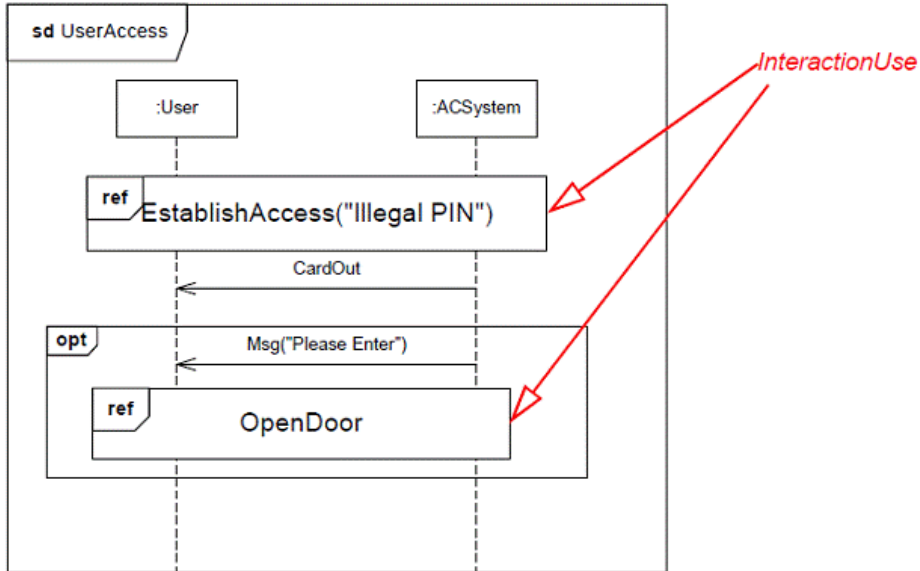 sd UserAccess
InteractionUse
:User
:ACSystem
ref
EstablishAccess("Illegal PIN")
CardOut
opt
Msg("Please Enter")
ref
OpenDoor